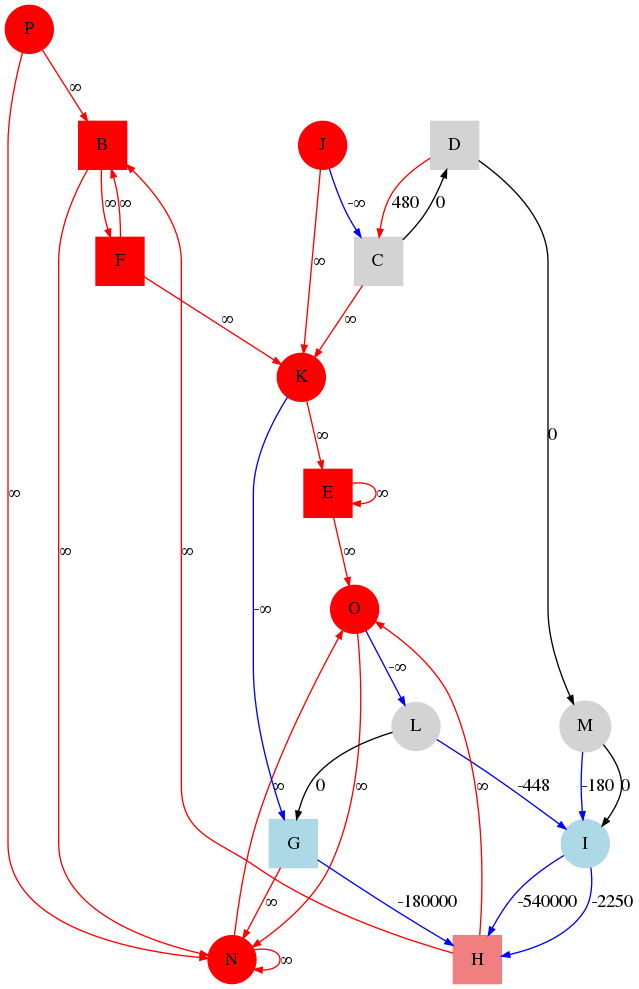 P
∞
B
J
D
∞∞
-∞
480
0
F
C
∞
∞
∞
K
0
∞
E
∞
∞
∞
∞
∞
∞
O
-∞
-∞
L
M
∞
∞
0
∞
-448
-180
0
G
I
∞
-180000
-540000
-2250
N
∞
H